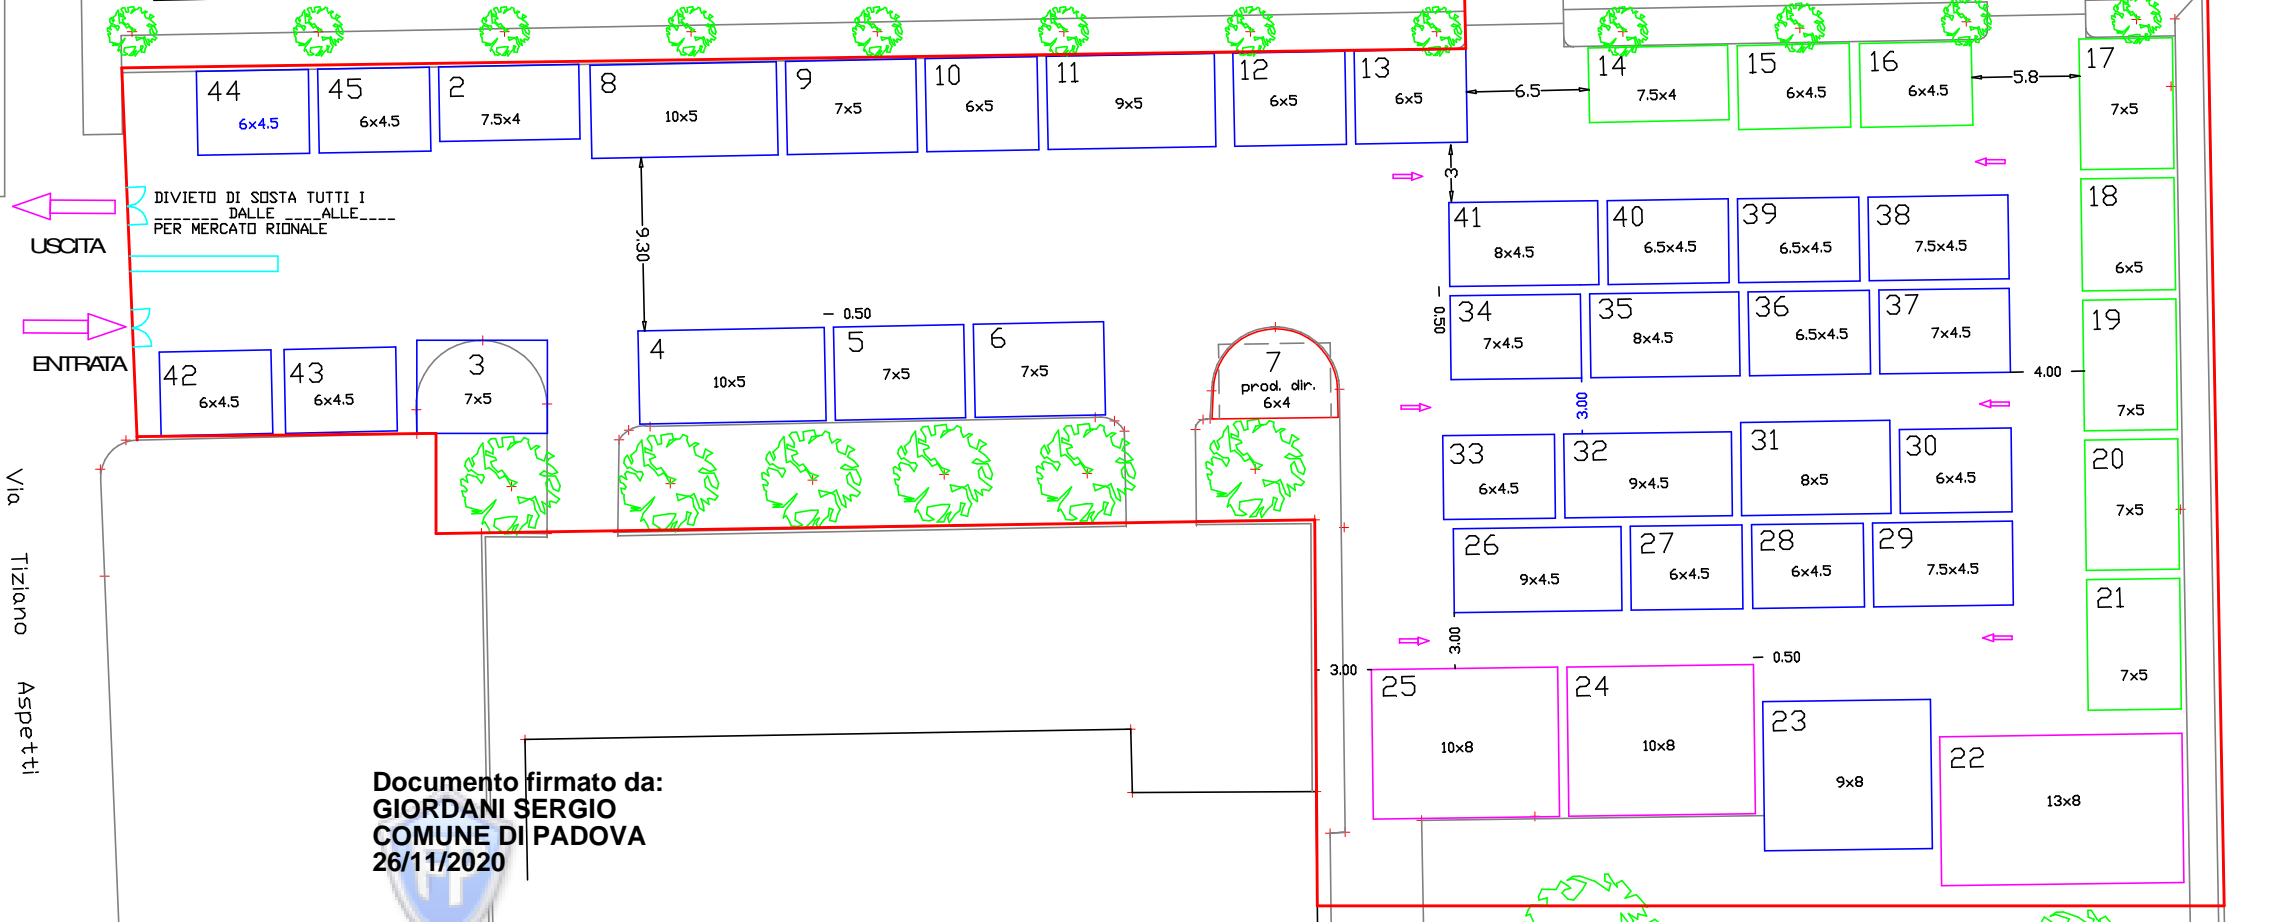 44
6x4.5
45
6x4.5
2
7.5x4
8
10x5
9
7x5
10
6x5
11
9x5
12
6x5
13
6x5
6.5
14
7.5x4
15
6x4.5
16
6x4.5
5.8
17
7x5
DIVIETO DI SOSTA TUTTI I
_______ DALLE ____ALLE____
PER MERCATO RIONALE
USCITA
ENTRATA
9.30
3
41
8x4.5
40
6.5x4.5
39
6.5x4.5
38
7.5x4.5
18
6x5
0.50
34
7x4.5
35
8x4.5
36
6.5x4.5
37
7x4.5
19
7x5
4.00
42
6x4.5
43
6x4.5
3
7x5
4
10x5
0.50
5
7x5
6
7x5
7
prod. dir.
6x4
3.00
33
6x4.5
32
9x4.5
31
8x5
30
6x4.5
20
7x5
26
9x4.5
27
6x4.5
28
6x4.5
29
7.5x4.5
21
7x5
3.00
3.00
0.50
25
10x8
24
10x8
23
9x8
22
13x8
Via Tiziano Aspetti
Documento firmato da:
GIORDANI SERGIO
COMUNE DI PADOVA
26/11/2020
FP